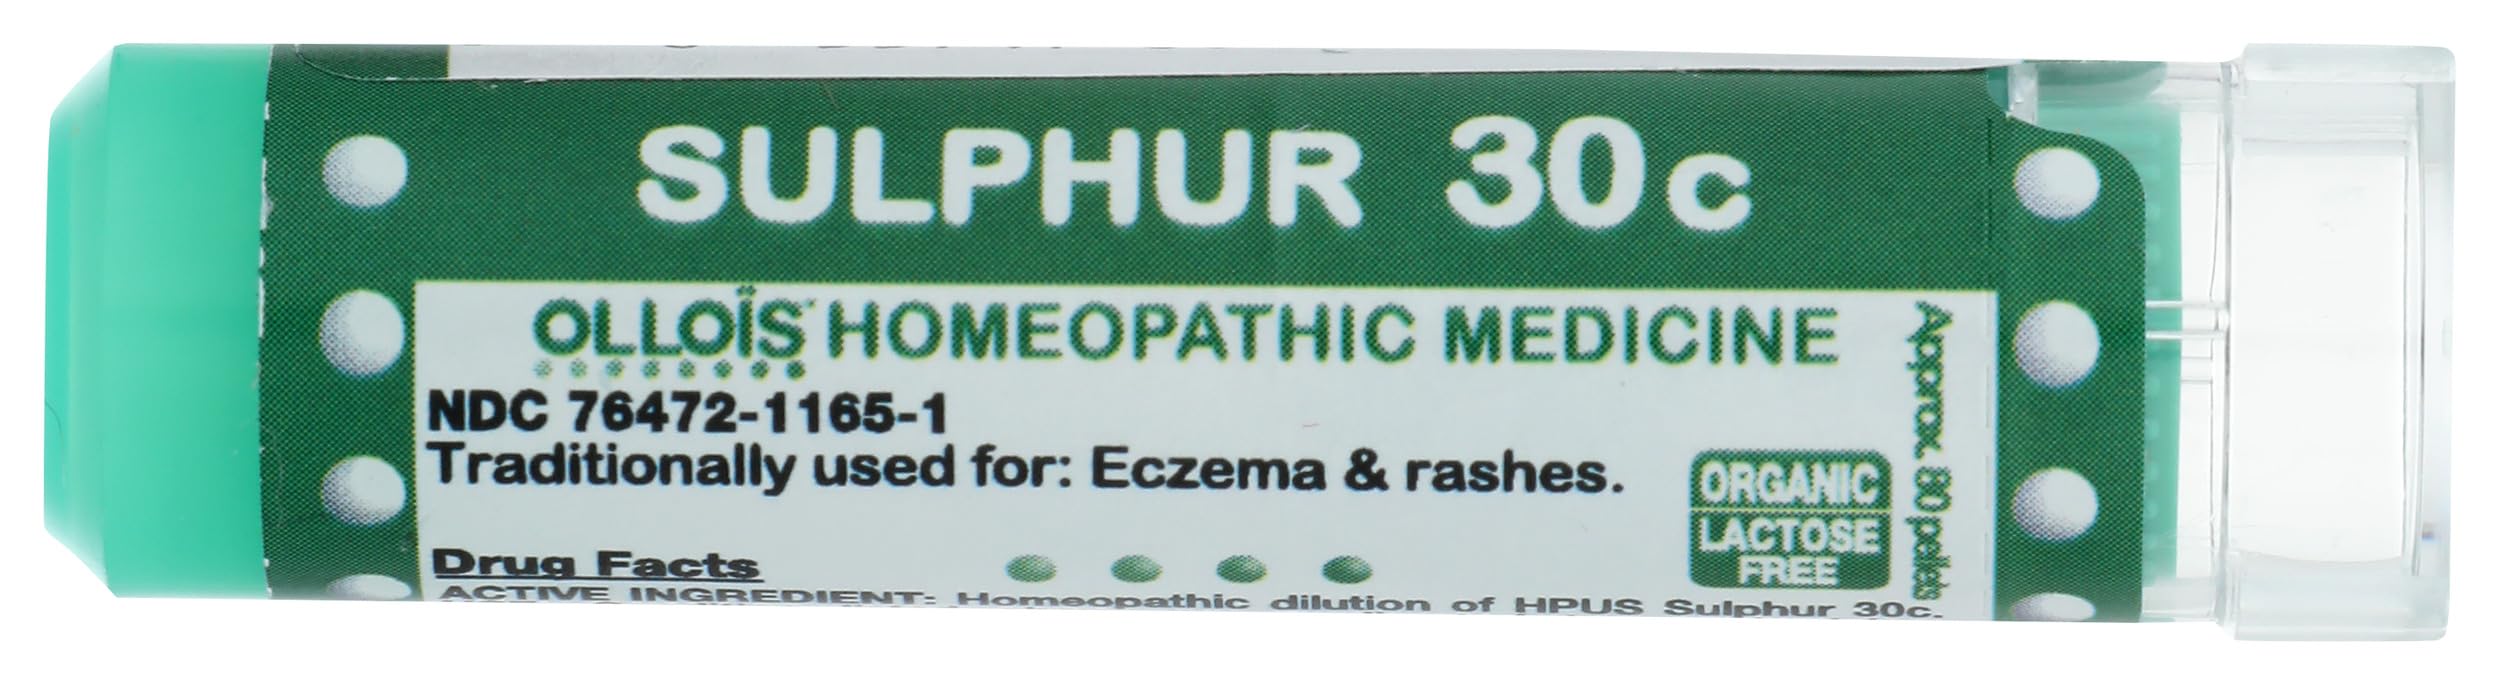 SULPHUR 30c
OLLOÏS HOMEOPATHIC MEDICINE
NDC 76472-1165-1
Traditionally used for: Eczema & rashes.
ORGANIC
LACTOSE
FREE
Approx. 80 pellets
Drug Facts
ACTIVE INGREDIENT: Homeopathic dilution of HPUS Sulphur 30c.